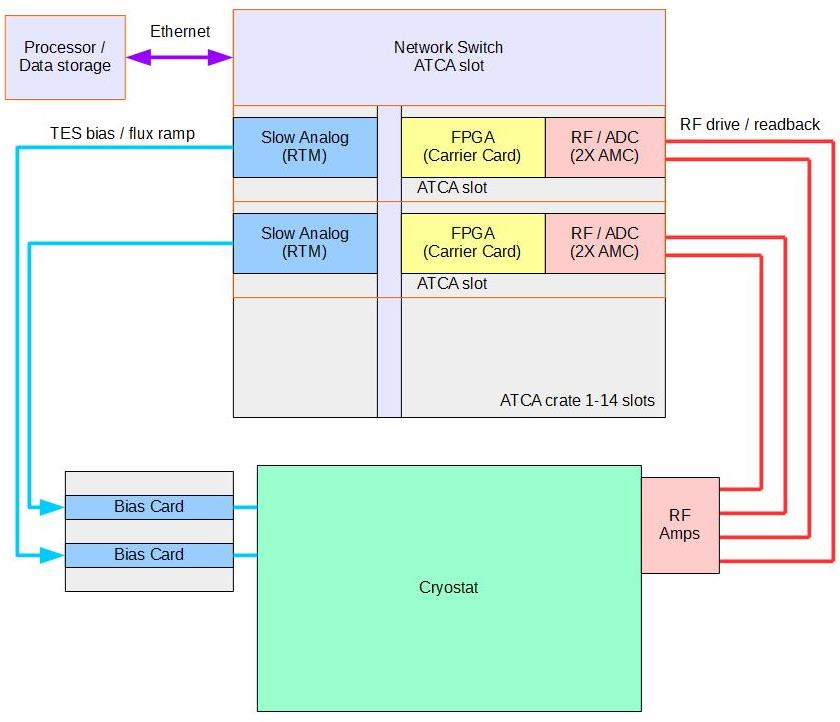 Ethernet
Processor /
Data storage
Network Switch
ATCA slot
TES bias / flux ramp
RF drive / readback
Slow Analog
(RTM)
FPGA
(Carrier Card)
RF / ADC
(2X AMC)
ATCA slot
Slow Analog
(RTM)
FPGA
(Carrier Card)
RF / ADC
(2X AMC)
ATCA slot
ATCA crate 1-14 slots
Bias Card
Bias Card
RF
Amps
Cryostat